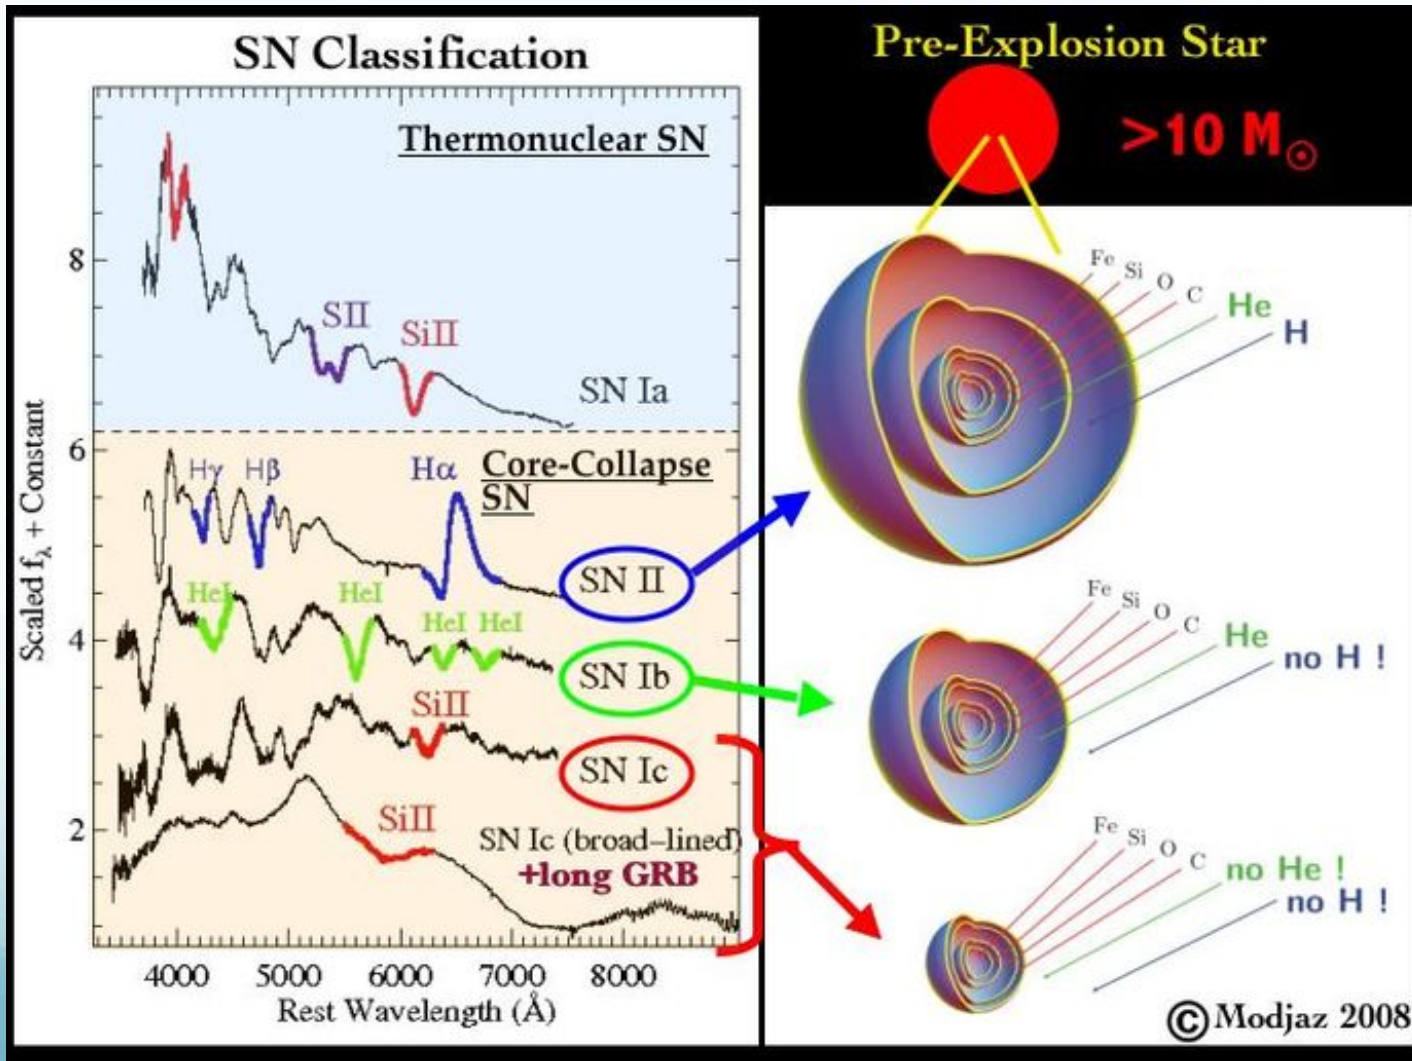 SN Classification
Thermonuclear SN
SII
SiII
SN Ia
8
6
4
2
Scaled fλ + Constant
Hγ Hβ Hα
Core-Collapse
SN
SN II
HeI HeI HeI HeI
SN Ib
SiII
SN Ic
SiII
SN Ic (broad-lined)
+long GRB
4000 5000 6000 7000 8000
Rest Wavelength (Å)
Pre-Explosion Star
>10 M☉
Fe Si O C He H
Fe Si O C He no H !
Fe Si O C no He ! no H !
© Modjaz 2008